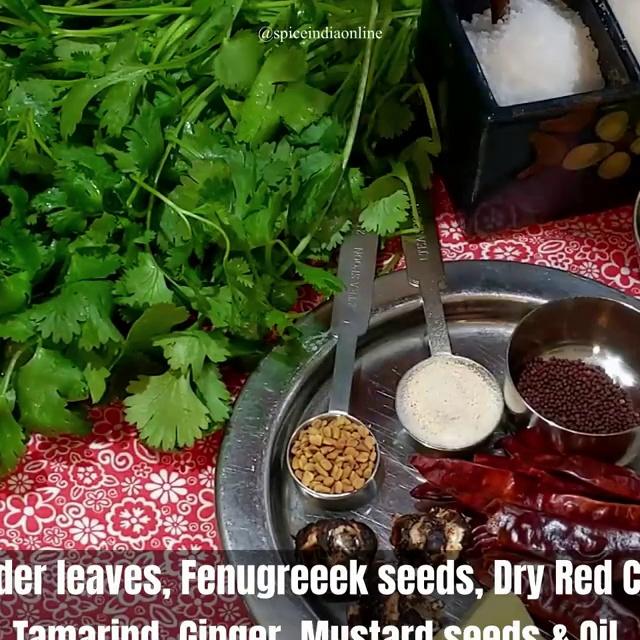 @spiceindiaonline
der leaves, Fenugreeek seeds, Dry Red C
Tamarind, Ginger, Mustard seeds & Oil